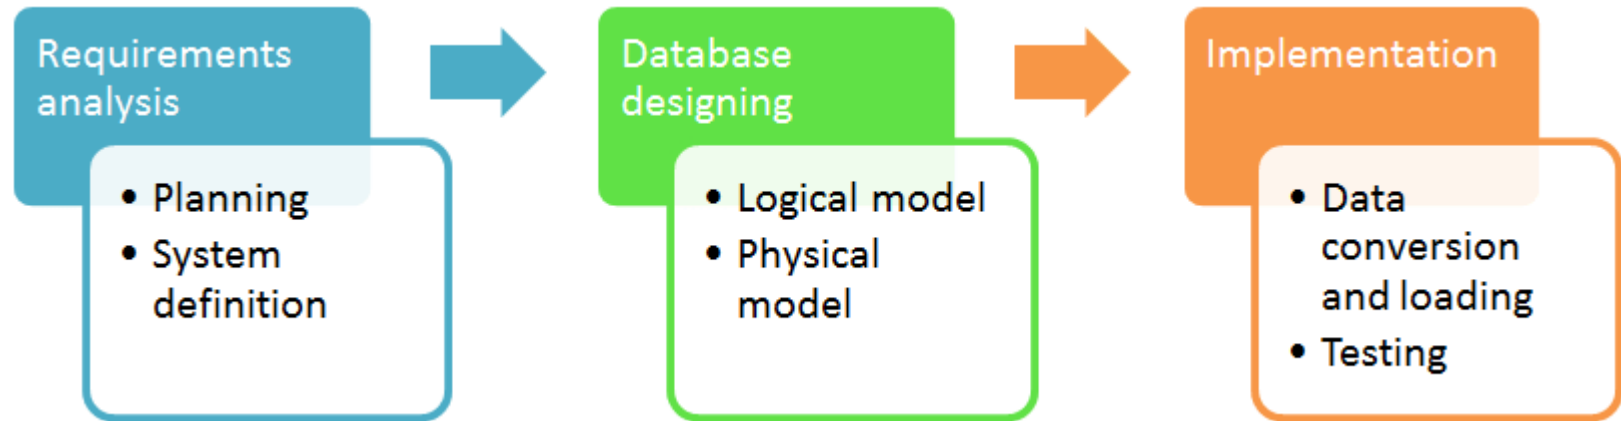 Requirements
analysis
• Planning
• System
definition
Database
designing
• Logical model
• Physical
model
Implementation
• Data
conversion
and loading
• Testing